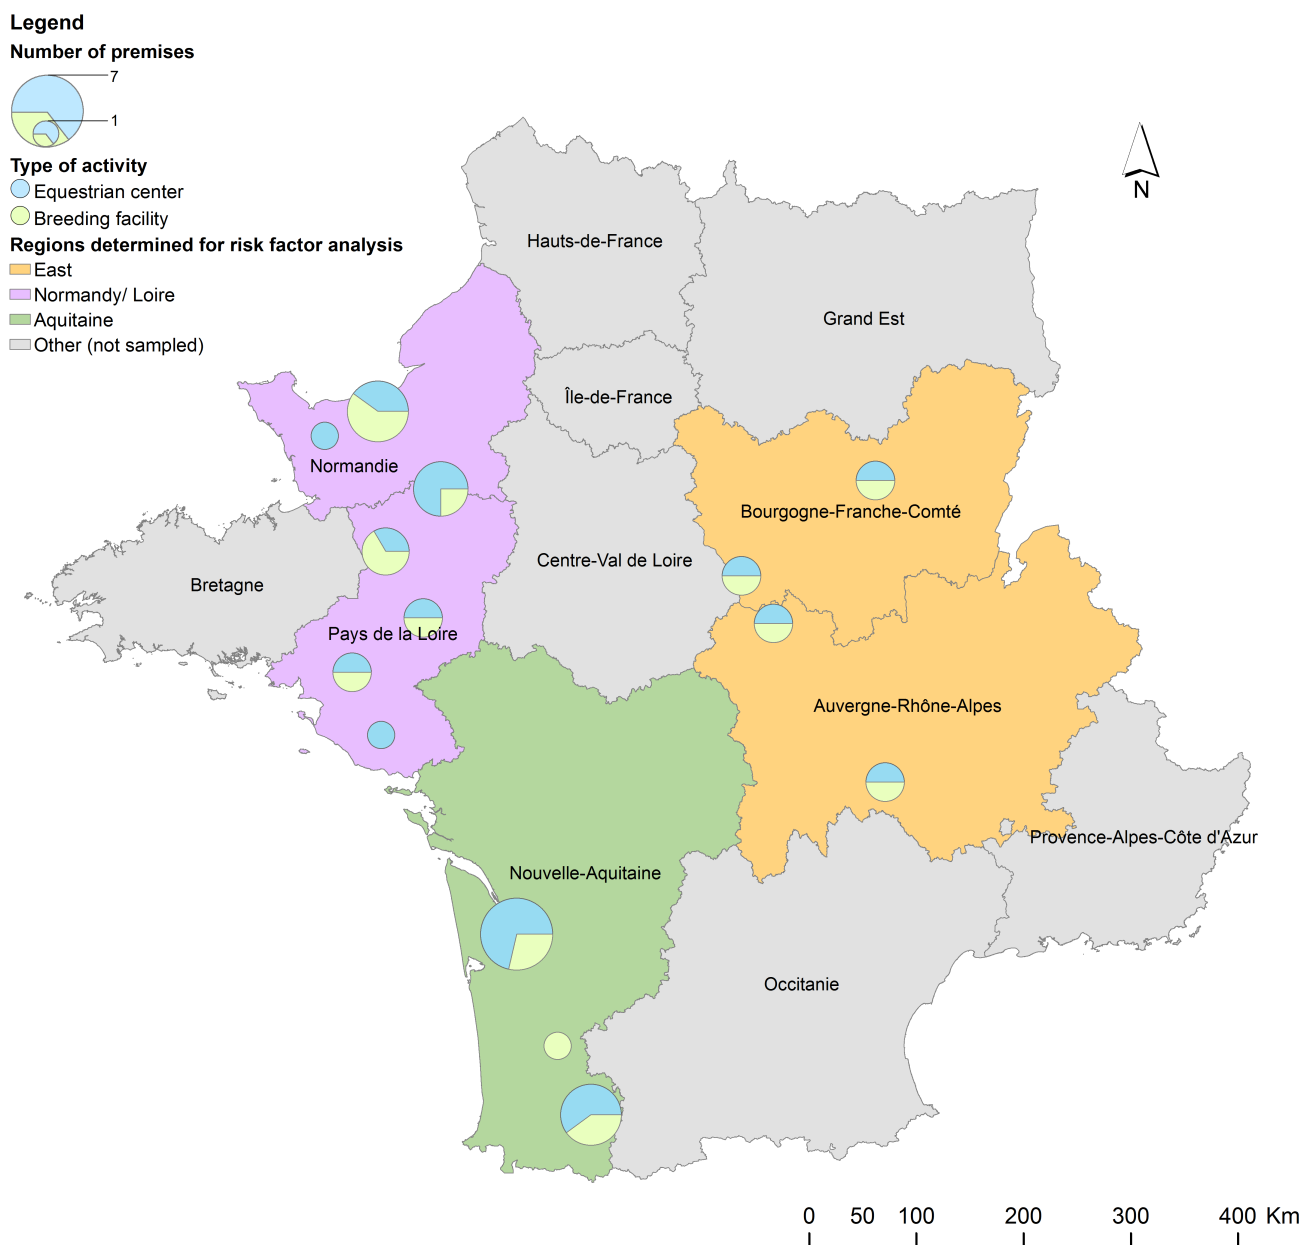 Legend
Number of premises
7
1
Type of activity
Equestrian center
Breeding facility
Regions determined for risk factor analysis
East
Normandy/ Loire
Aquitaine
Other (not sampled)
N
Hauts-de-France
Grand Est
Île-de-France
Normandie
Bourgogne-Franche-Comté
Centre-Val de Loire
Bretagne
Pays de la Loire
Auvergne-Rhône-Alpes
Provence-Alpes-Côte d'Azur
Nouvelle-Aquitaine
Occitanie
0 50 100 200 300 400 Km